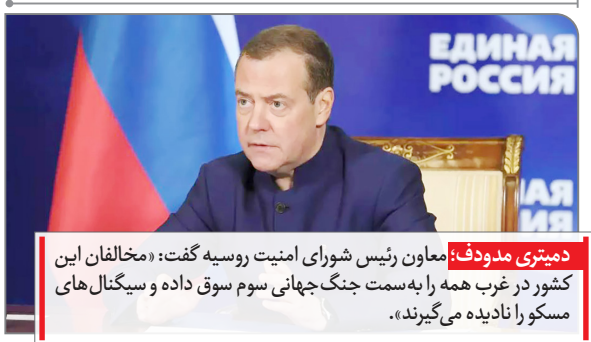 ЕДИНАЯ
РОССИЯ
ДИНАЯ
دمیتری مدودف؛ معاون رئیس شورای امنیت روسیه گفت: «مخالفان این
کشور در غرب همه را به‌سمت جنگ جهانی سوم سوق داده و سیگنال‌های
مسکو را نادیده می‌گیرند».